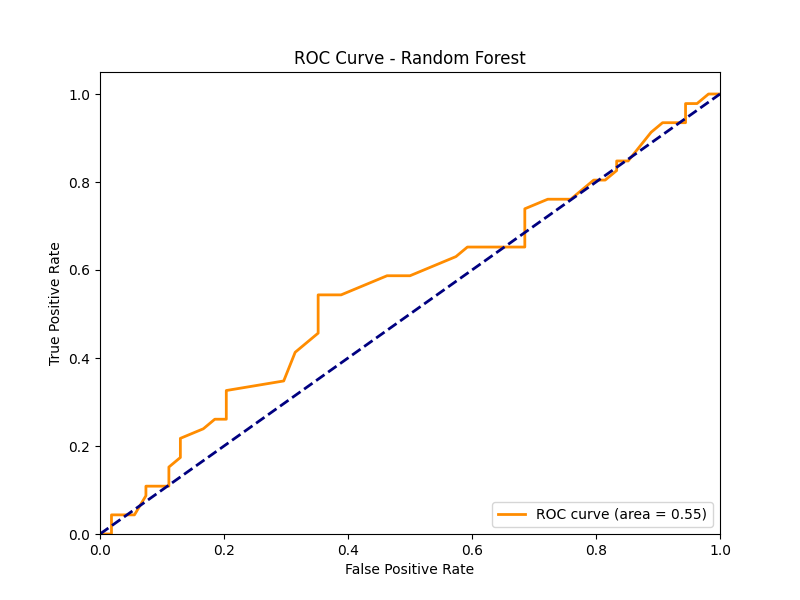 ROC Curve - Random Forest
True Positive Rate
1.0
0.8
0.6
0.4
0.2
0.0
ROC curve (area = 0.55)
0.0 0.2 0.4 0.6 0.8 1.0
False Positive Rate